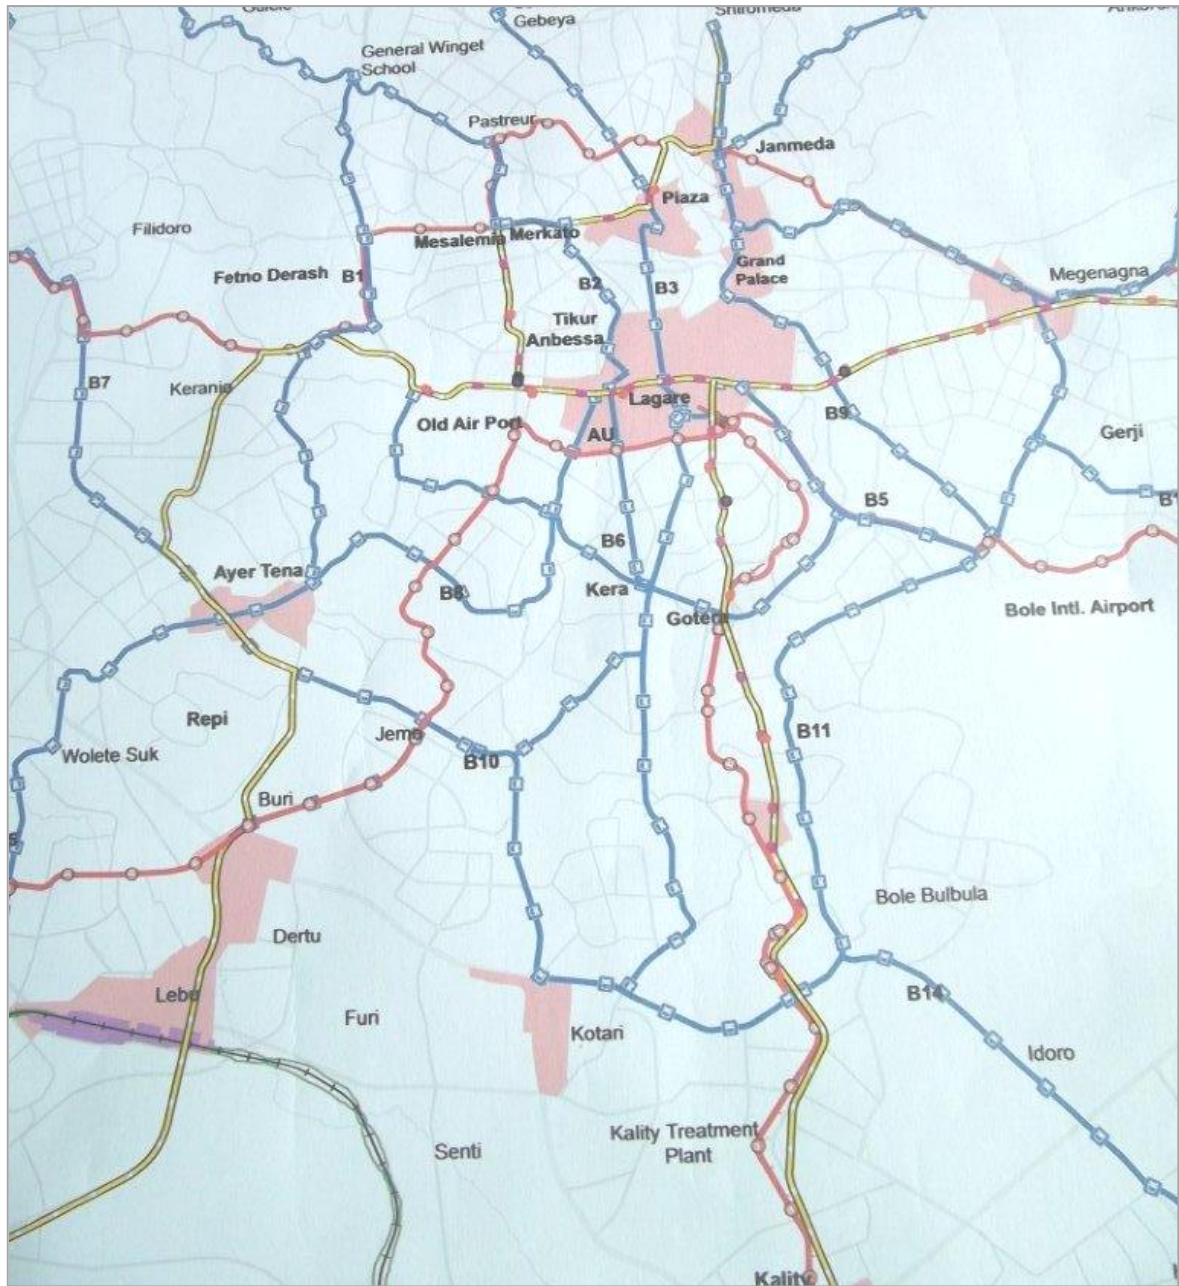 Gebeya
General Winget
School
Pastreur
Janmeda
Piaza
Filidoro
Mesalemia
Merkato
Grand
Palace
Megenagna
Fetno Derash
B1
B2
B3
Tikur
Anbessa
B7
Kerania
Lagare
Old Air Port
AU
B9
Gerji
B5
B6
Ayer Tena
B8
Kera
Gotera
Bole Intl. Airport
Repi
Jemo
Wolete Suk
B10
B11
Buri
Bole Bulbula
Dertu
Lebu
B14
Furi
Kotari
Idoro
Kality Treatment
Plant
Senti
Kality